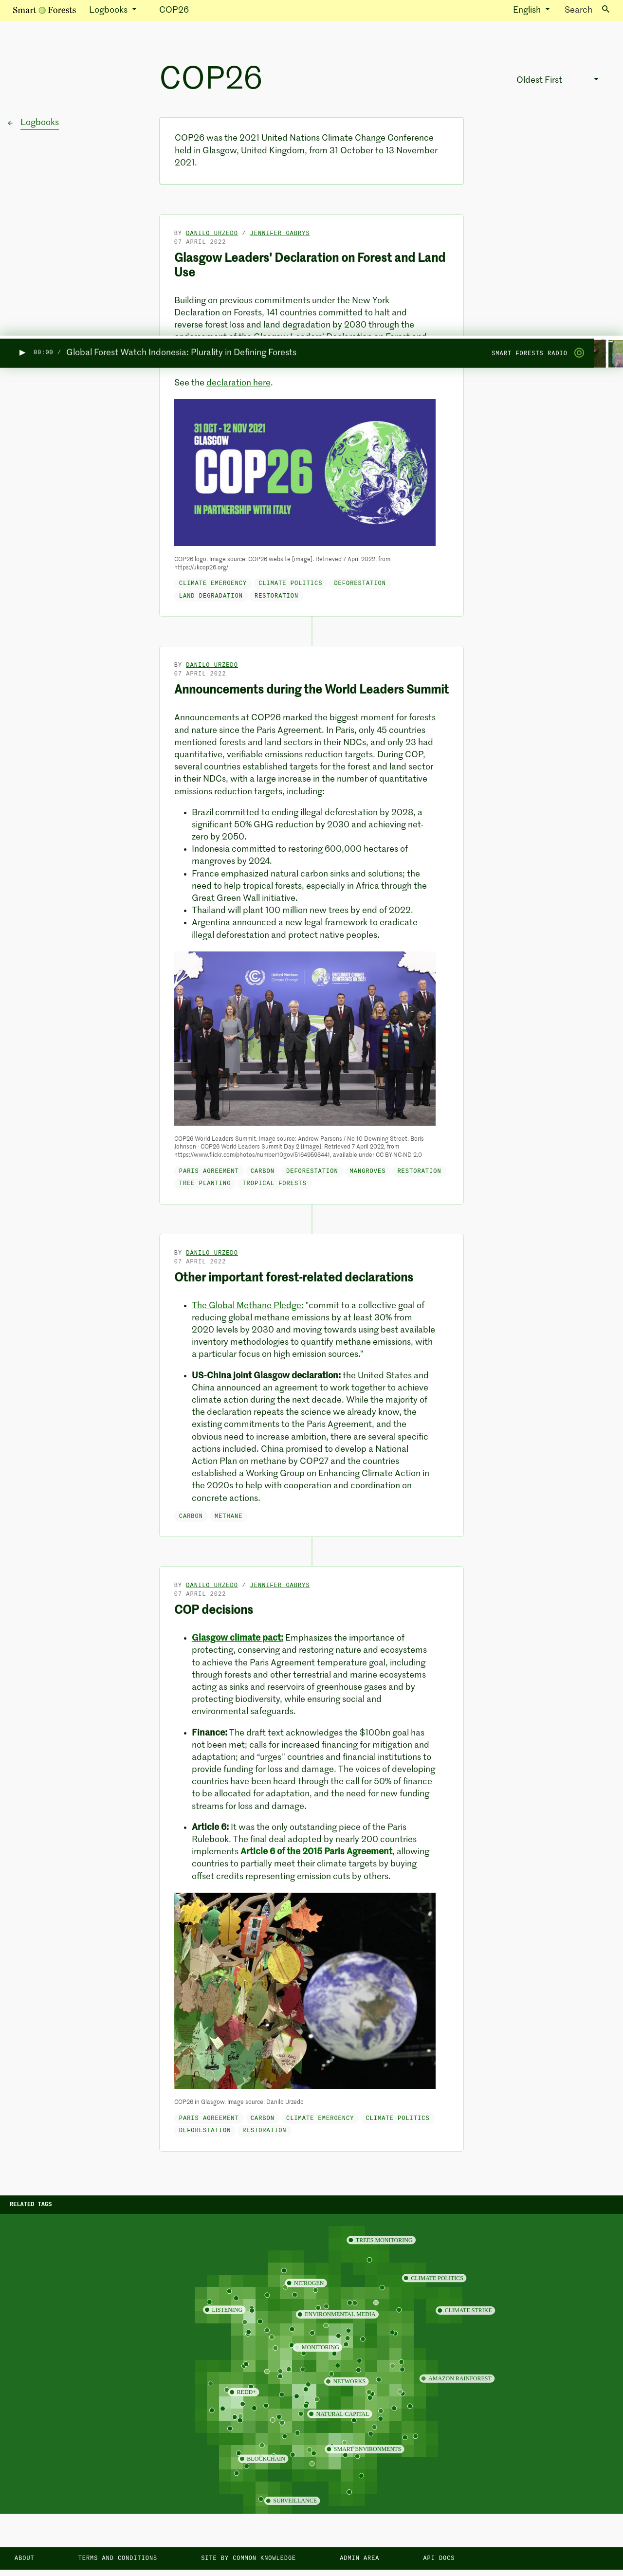 Smart Forests Logbooks COP26 English Search
COP26
Oldest First
Logbooks
COP26 was the 2021 United Nations Climate Change Conference
held in Glasgow, United Kingdom, from 31 October to 13 November
2021.
BY DANILO URZEDO / JENNIFER GABRYS
07 APRIL 2022
Glasgow Leaders' Declaration on Forest and Land
Use
Building on previous commitments under the New York
Declaration on Forests, 141 countries committed to halt and
reverse forest loss and land degradation by 2030 through the
00:00 / Global Forest Watch Indonesia: Plurality in Defining Forests
SMART FORESTS RADIO
See the declaration here.
31 OCT - 12 NOV 2021
GLASGOW
COP26
IN PARTNERSHIP WITH ITALY
COP26 logo. Image source: COP26 website [image]. Retrieved 7 April 2022, from
https://ukcop26.org/
CLIMATE EMERGENCY CLIMATE POLITICS DEFORESTATION
LAND DEGRADATION RESTORATION
BY DANILO URZEDO
07 APRIL 2022
Announcements during the World Leaders Summit
Announcements at COP26 marked the biggest moment for forests
and nature since the Paris Agreement. In Paris, only 45 countries
mentioned forests and land sectors in their NDCs, and only 23 had
quantitative, verifiable emissions reduction targets. During COP,
several countries established targets for the forest and land sector
in their NDCs, with a large increase in the number of quantitative
emissions reduction targets, including:
• Brazil committed to ending illegal deforestation by 2028, a
significant 50% GHG reduction by 2030 and achieving net-
zero by 2050.
• Indonesia committed to restoring 600,000 hectares of
mangroves by 2024.
• France emphasized natural carbon sinks and solutions; the
need to help tropical forests, especially in Africa through the
Great Green Wall initiative.
• Thailand will plant 100 million new trees by end of 2022.
• Argentina announced a new legal framework to eradicate
illegal deforestation and protect native peoples.
United Nations
Climate Change
UN CLIMATE CHANGE
CONFERENCE UK 2021
COP26 World Leaders Summit. Image source: Andrew Parsons / No 10 Downing Street. Boris
Johnson - COP26 World Leaders Summit Day 2 [image]. Retrieved 7 April 2022, from
https://www.flickr.com/photos/number10gov/51649593441, available under CC BY-NC-ND 2.0
PARIS AGREEMENT CARBON DEFORESTATION MANGROVES RESTORATION
TREE PLANTING TROPICAL FORESTS
BY DANILO URZEDO
07 APRIL 2022
Other important forest-related declarations
• The Global Methane Pledge: "commit to a collective goal of
reducing global methane emissions by at least 30% from
2020 levels by 2030 and moving towards using best available
inventory methodologies to quantify methane emissions, with
a particular focus on high emission sources."
• US-China joint Glasgow declaration: the United States and
China announced an agreement to work together to achieve
climate action during the next decade. While the majority of
the declaration repeats the science we already know, the
existing commitments to the Paris Agreement, and the
obvious need to increase ambition, there are several specific
actions included. China promised to develop a National
Action Plan on methane by COP27 and the countries
established a Working Group on Enhancing Climate Action in
the 2020s to help with cooperation and coordination on
concrete actions.
CARBON METHANE
BY DANILO URZEDO / JENNIFER GABRYS
07 APRIL 2022
COP decisions
• Glasgow climate pact: Emphasizes the importance of
protecting, conserving and restoring nature and ecosystems
to achieve the Paris Agreement temperature goal, including
through forests and other terrestrial and marine ecosystems
acting as sinks and reservoirs of greenhouse gases and by
protecting biodiversity, while ensuring social and
environmental safeguards.
• Finance: The draft text acknowledges the $100bn goal has
not been met; calls for increased financing for mitigation and
adaptation; and “urges” countries and financial institutions to
provide funding for loss and damage. The voices of developing
countries have been heard through the call for 50% of finance
to be allocated for adaptation, and the need for new funding
streams for loss and damage.
• Article 6: It was the only outstanding piece of the Paris
Rulebook. The final deal adopted by nearly 200 countries
implements Article 6 of the 2015 Paris Agreement, allowing
countries to partially meet their climate targets by buying
offset credits representing emission cuts by others.
COP26 in Glasgow. Image source: Danilo Urzedo
PARIS AGREEMENT CARBON CLIMATE EMERGENCY CLIMATE POLITICS
DEFORESTATION RESTORATION
RELATED TAGS
TREES MONITORING
CLIMATE POLITICS
NITROGEN
LISTENING
ENVIRONMENTAL MEDIA
CLIMATE STRIKE
MONITORING
AMAZON RAINFOREST
NETWORKS
REDD+
NATURAL CAPITAL
SMART ENVIRONMENTS
BLOCKCHAIN
SURVEILLANCE
ABOUT TERMS AND CONDITIONS SITE BY COMMON KNOWLEDGE ADMIN AREA API DOCS